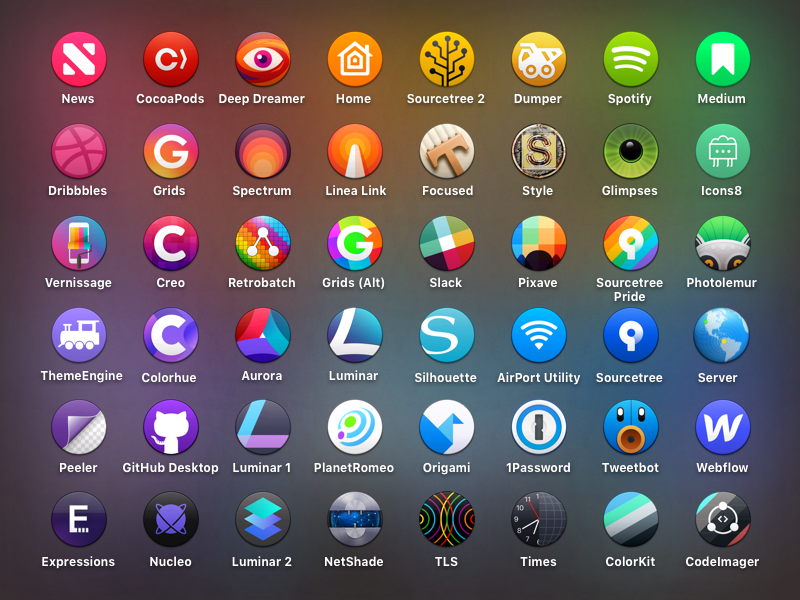 News CocoaPods Deep Dreamer Home Sourcetree 2 Dumper Spotify Medium
Dribbbles Grids Spectrum Linea Link Focused Style Glimpses Icons8
Vernissage Creo Retrobatch Grids (Alt) Slack Pixave Sourcetree Pride Photolemur
ThemeEngine Colorhue Aurora Luminar Silhouette AirPort Utility Sourcetree Server
Peeler GitHub Desktop Luminar 1 PlanetRomeo Origami 1Password Tweetbot Webflow
Expressions Nucleo Luminar 2 NetShade TLS Times ColorKit CodeImager